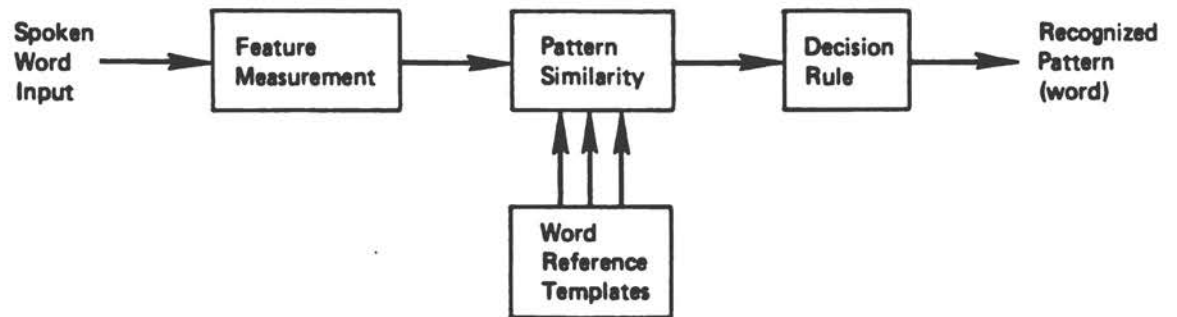 Spoken
Word
Input
Feature
Measurement
Pattern
Similarity
Decision
Rule
Recognized
Pattern
(word)
Word
Reference
Templates